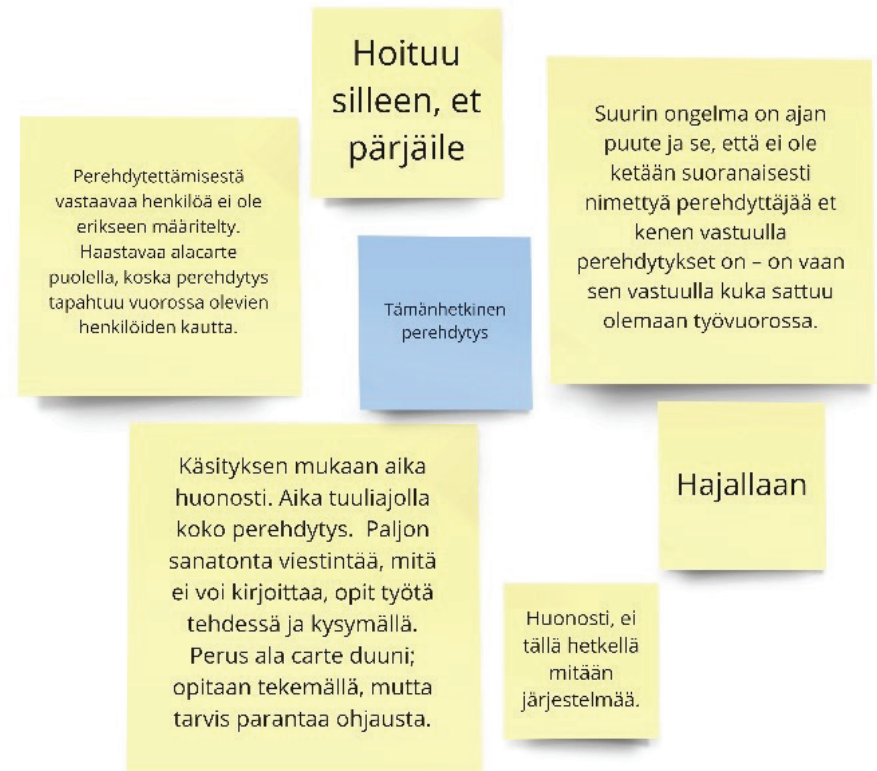 Hoituu
silleen, et
pärjäile
Perehdytettämisestä
vastaavaa henkilöä ei ole
erikseen määritelty.
Haastavaa alacarte
puolella, koska perehdytys
tapahtuu vuorossa olevien
henkilöiden kautta.
Suurin ongelma on ajan
puute ja se, että ei ole
ketään suoranaisesti
nimettyä perehdyttäjää et
kenen vastuulla
perehdytykset on – on vaan
sen vastuulla kuka sattuu
olemaan työvuorossa.
Tämänhetkinen
perehdytys
Käsityksen mukaan aika
huonosti. Aika tuuliajolla
koko perehdytys. Paljon
sanatonta viestintää, mitä
ei voi kirjoittaa, opit työtä
tehdessä ja kysymällä.
Perus ala carte duuni;
opitaan tekemällä, mutta
tarvis parantaa ohjausta.
Hajallaan
Huonosti, ei
tällä hetkellä
mitään
järjestelmää.